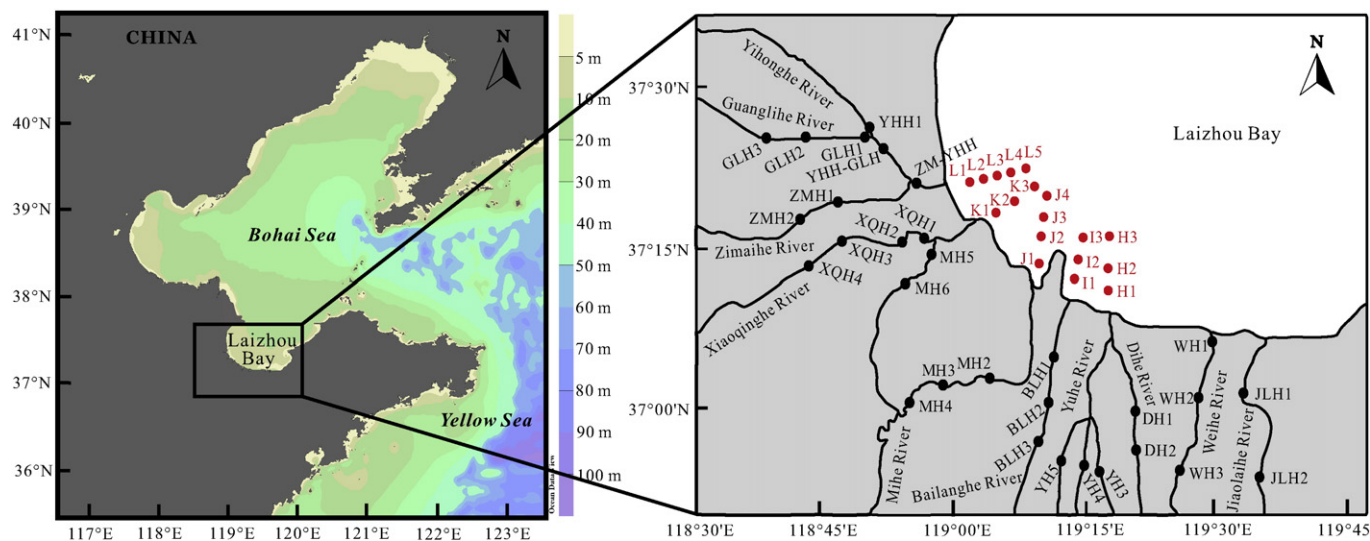 CHINA
N
41°N
40°N
39°N
38°N
37°N
36°N
117°E
118°E
119°E
120°E
121°E
122°E
123°E
Bohai Sea
Laizhou Bay
Yellow Sea
5 m
10 m
20 m
30 m
40 m
50 m
60 m
70 m
80 m
90 m
100 m
N
Laizhou Bay
37°30'N
37°15'N
37°00'N
118°30'E
118°45'E
119°00'E
119°15'E
119°30'E
119°45'E
Yihonghe River
Guanglihe River
YHH1
GLH3
GLH2
GLH1
YHH-GLH
ZM-YHH
ZMH1
ZMH2
Zimaihe River
XQH1
XQH2
XQH3
XQH4
Xiaoqinghe River
MH5
MH6
MH3
MH2
MH4
Mihe River
L1
L2
L3
L4
L5
K1
K2
K3
J4
J3
J2
J1
I3
I2
I1
H3
H2
H1
BLH1
BLH2
BLH3
Bailanghe River
Yuhe River
YH5
YH4
YH3
Dihe River
DH1
DH2
WH1
WH2
WH3
Weihe River
JLH1
JLH2
Jiaolaihe River